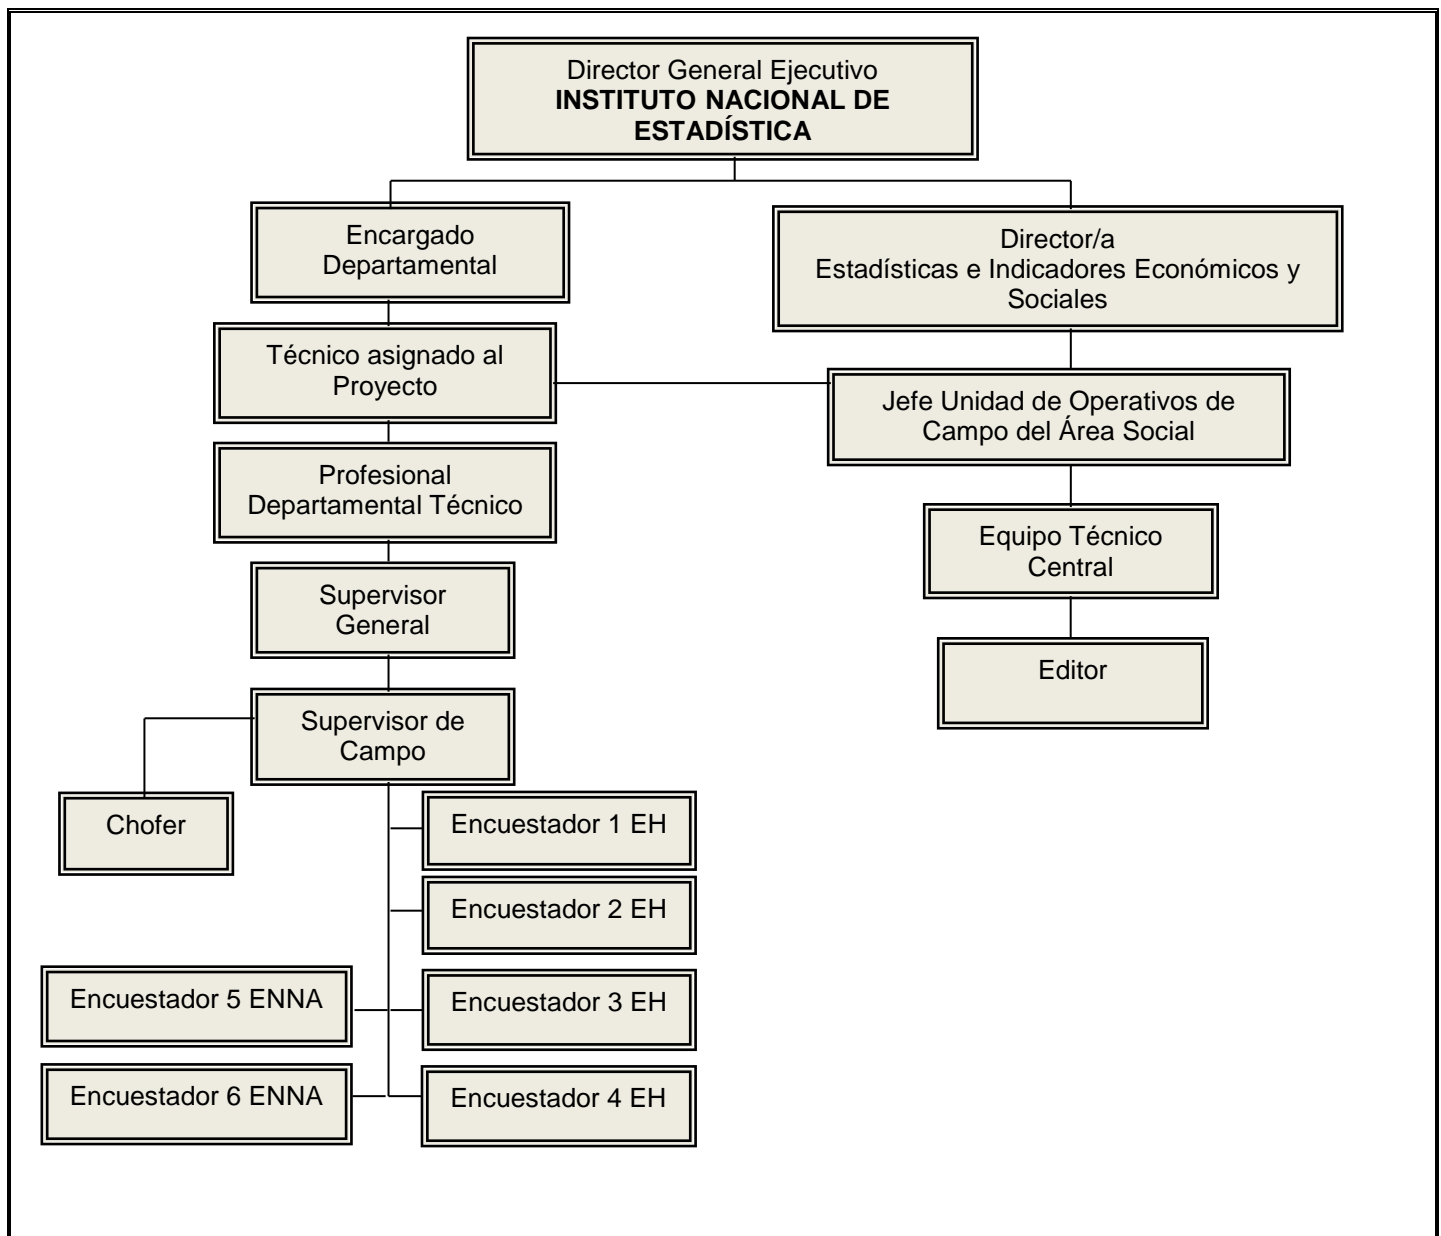 Director General Ejecutivo
INSTITUTO NACIONAL DE
ESTADÍSTICA
Encargado
Departamental
Director/a
Estadísticas e Indicadores Económicos y
Sociales
Técnico asignado al
Proyecto
Jefe Unidad de Operativos de
Campo del Área Social
Profesional
Departamental Técnico
Equipo Técnico
Central
Supervisor
General
Editor
Supervisor de
Campo
Chofer
Encuestador 1 EH
Encuestador 2 EH
Encuestador 5 ENNA
Encuestador 3 EH
Encuestador 6 ENNA
Encuestador 4 EH